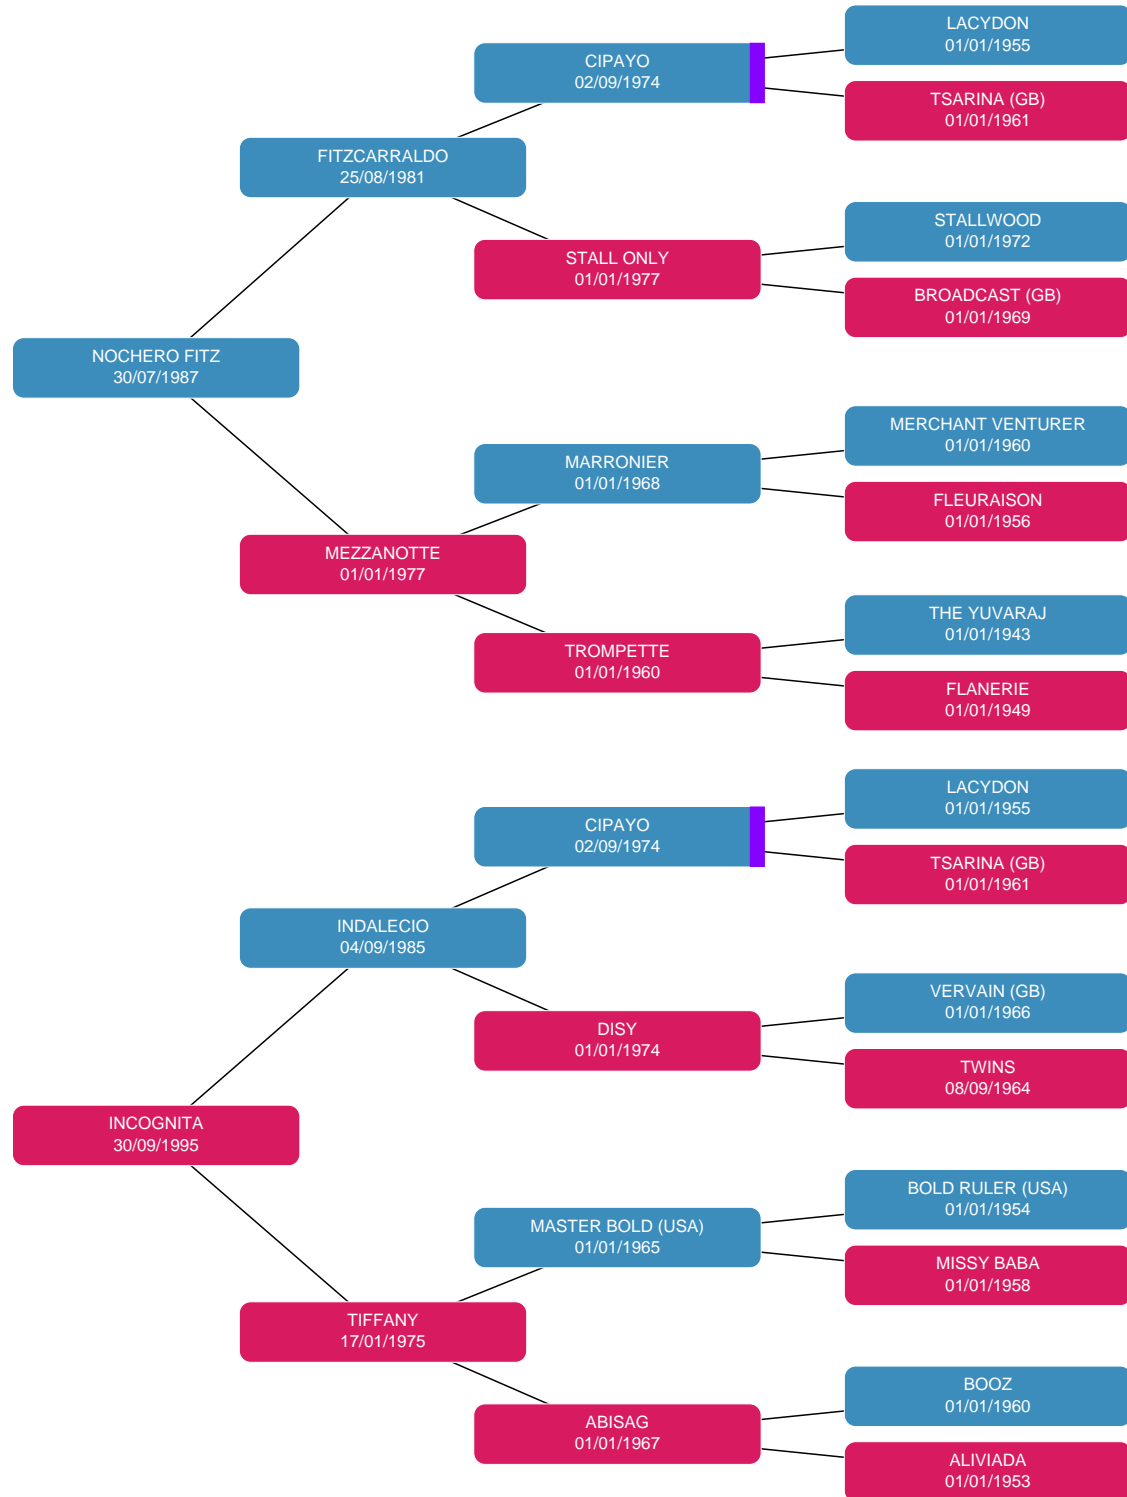 LACYDON
01/01/1955
CIPAYO
02/09/1974
TSARINA (GB)
01/01/1961
FITZCARRALDO
25/08/1981
STALLWOOD
01/01/1972
STALL ONLY
01/01/1977
BROADCAST (GB)
01/01/1969
NOCHERO FITZ
30/07/1987
MERCHANT VENTURER
01/01/1960
MARRONIER
01/01/1968
FLEURAISON
01/01/1956
MEZZANOTTE
01/01/1977
THE YUVARAJ
01/01/1943
TROMPETTE
01/01/1960
FLANERIE
01/01/1949
LACYDON
01/01/1955
CIPAYO
02/09/1974
TSARINA (GB)
01/01/1961
INDALECIO
04/09/1985
VERVAIN (GB)
01/01/1966
DISY
01/01/1974
TWINS
08/09/1964
INCOGNITA
30/09/1995
BOLD RULER (USA)
01/01/1954
MASTER BOLD (USA)
01/01/1965
MISSY BABA
01/01/1958
TIFFANY
17/01/1975
BOOZ
01/01/1960
ABISAG
01/01/1967
ALIVIADA
01/01/1953